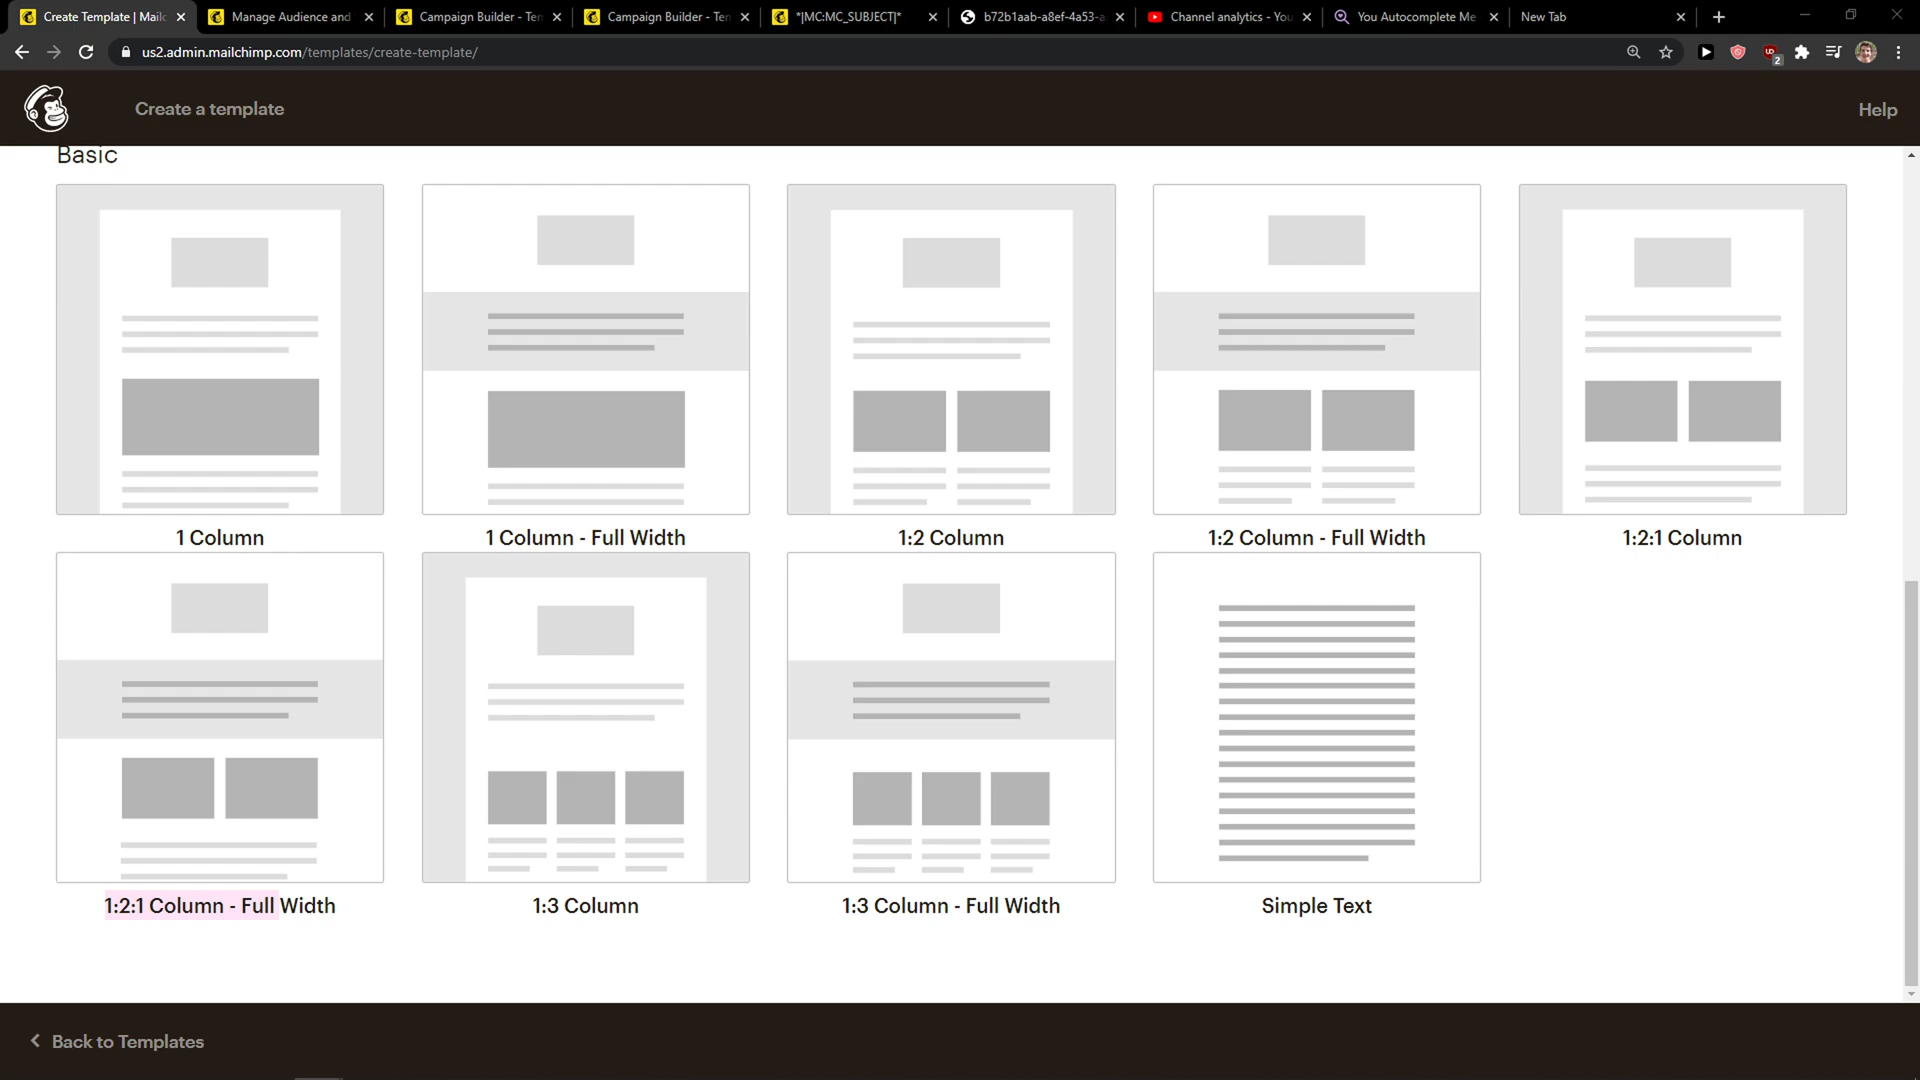 Create Template | Mailc
Manage Audience and
Campaign Builder - Ten
Campaign Builder - Ten
*|MC:MC_SUBJECT|*
b72b1aab-a8ef-4a53-a
Channel analytics - You
You Autocomplete Me
New Tab
us2.admin.mailchimp.com/templates/create-template/
2
Create a template
Help
Basic
1 Column
1 Column - Full Width
1:2 Column
1:2 Column - Full Width
1:2:1 Column
1:2:1 Column - Full Width
1:3 Column
1:3 Column - Full Width
Simple Text
Back to Templates